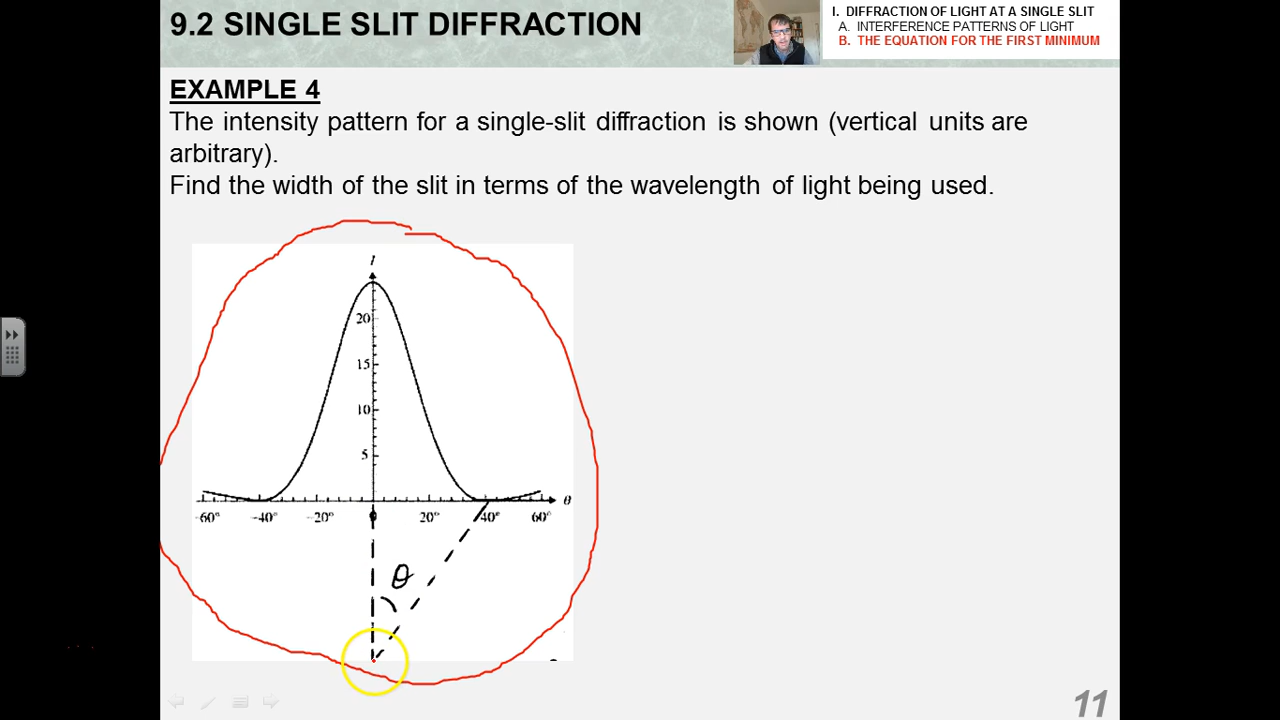 9.2 SINGLE SLIT DIFFRACTION
I. DIFFRACTION OF LIGHT AT A SINGLE SLIT
A. INTERFERENCE PATTERNS OF LIGHT
B. THE EQUATION FOR THE FIRST MINIMUM
EXAMPLE 4
The intensity pattern for a single-slit diffraction is shown (vertical units are
arbitrary).
Find the width of the slit in terms of the wavelength of light being used.
I
20
15
10
5
θ
-60° -40° -20° 0 20° 40° 60°
θ
11